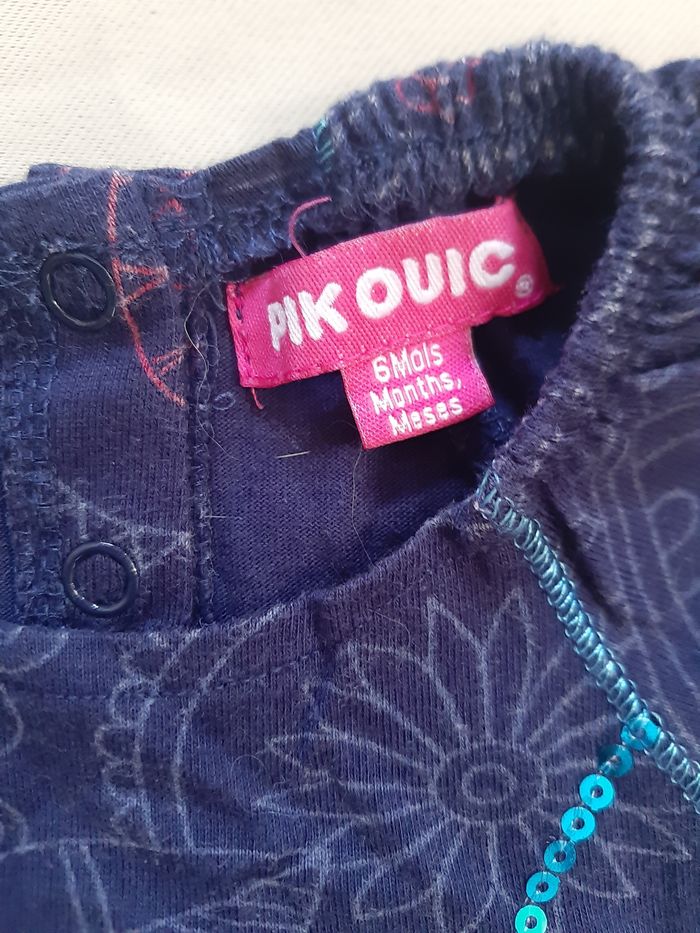 PIK OUIC®
6Mois
Months,
Meses